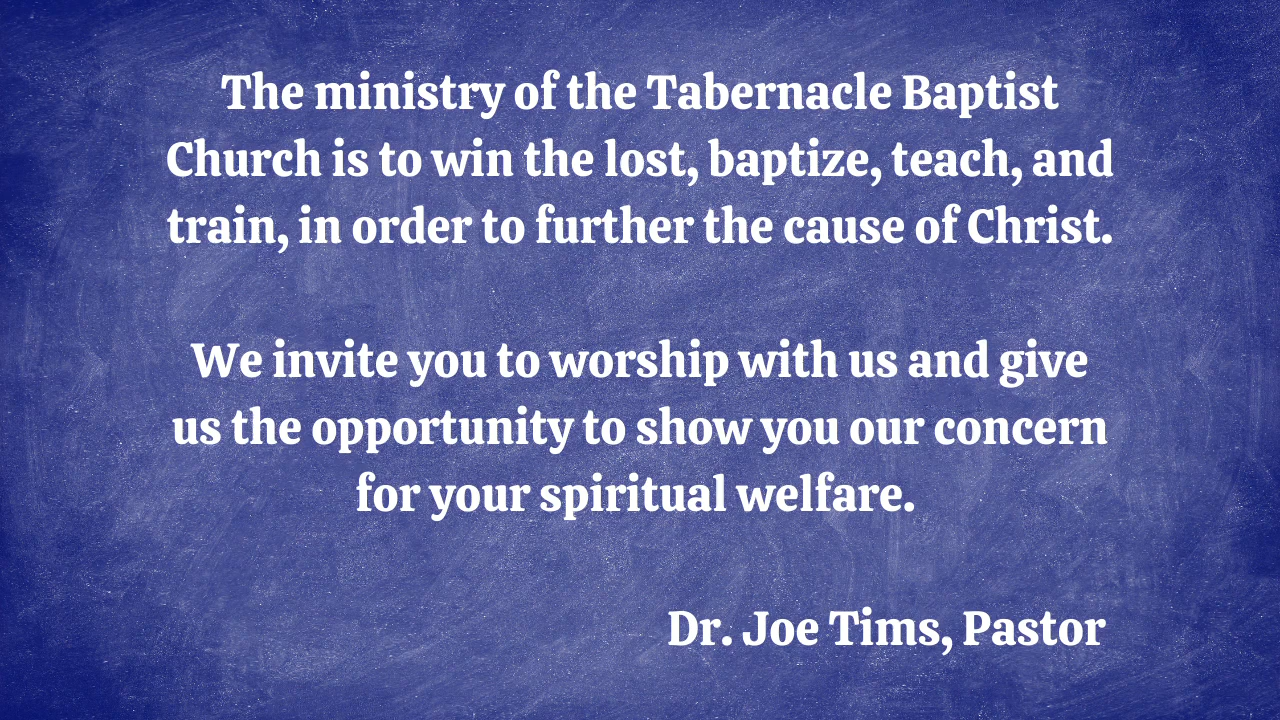 The ministry of the Tabernacle Baptist
Church is to win the lost, baptize, teach, and
train, in order to further the cause of Christ.
We invite you to worship with us and give
us the opportunity to show you our concern
for your spiritual welfare.
Dr. Joe Tims, Pastor